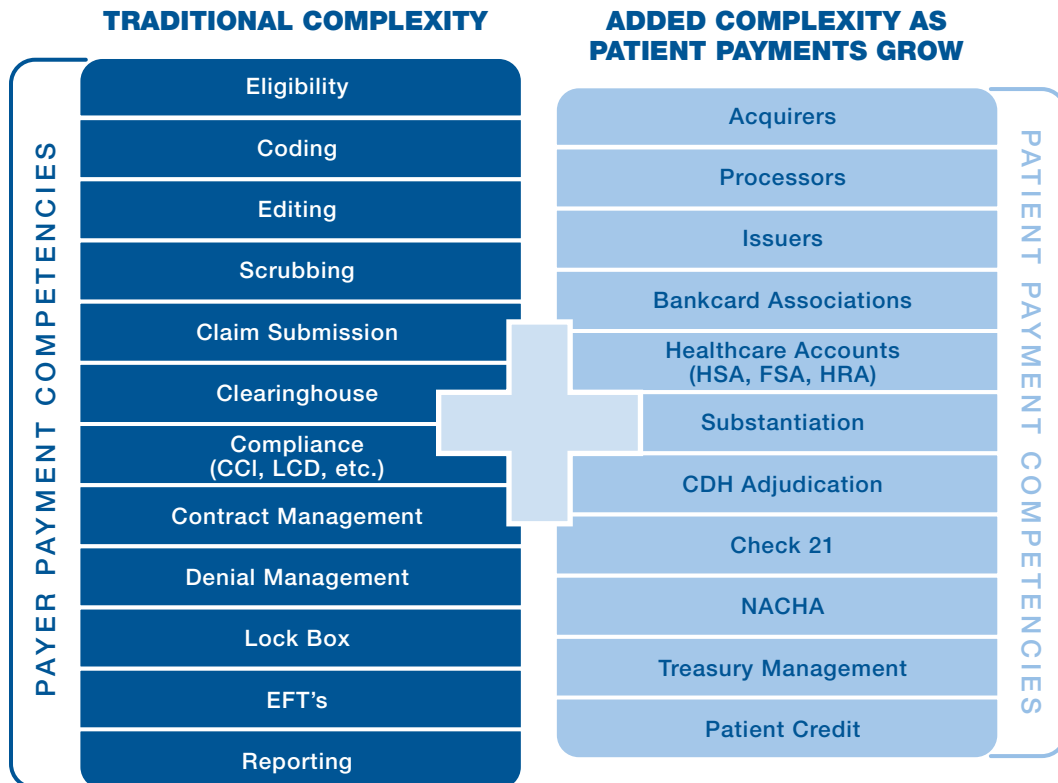 TRADITIONAL COMPLEXITY
PAYER PAYMENT COMPETENCIES
Eligibility
Coding
Editing
Scrubbing
Claim Submission
Clearinghouse
Compliance
(CCI, LCD, etc.)
Contract Management
Denial Management
Lock Box
EFT's
Reporting
ADDED COMPLEXITY AS
PATIENT PAYMENTS GROW
Acquirers
Processors
Issuers
Bankcard Associations
Healthcare Accounts
(HSA, FSA, HRA)
Substantiation
CDH Adjudication
Check 21
NACHA
Treasury Management
Patient Credit
PATIENT PAYMENT COMPETENCIES